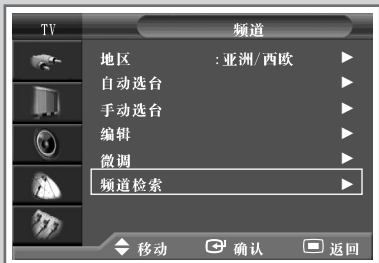 TV 频道
地区 :亚洲/西欧 ▶
自动选台 ▶
手动选台 ▶
编辑 ▶
微调 ▶
频道检索 ▶
移动 确认 返回